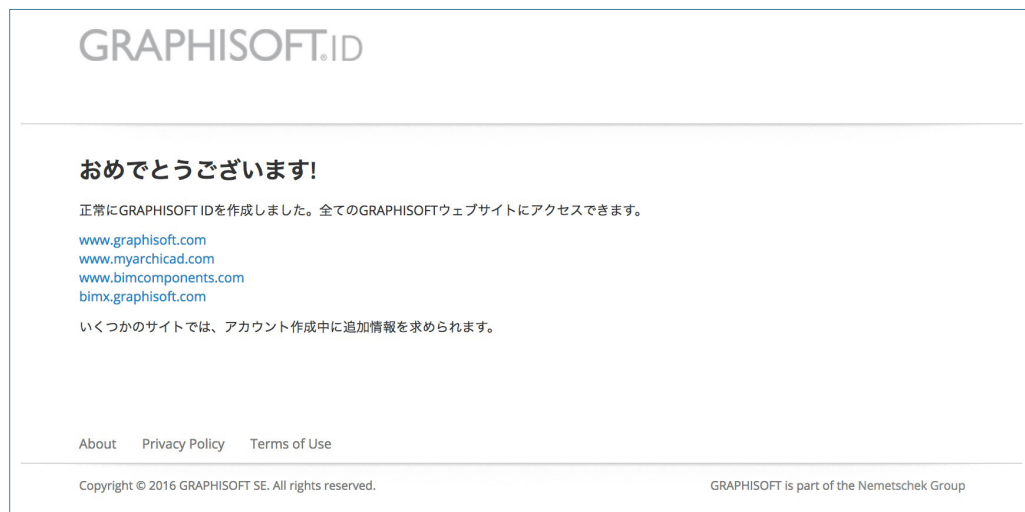 GRAPHISOFT® ID
おめでとうございます!
正常にGRAPHISOFT IDを作成しました。全てのGRAPHISOFTウェブサイトにアクセスできます。
www.graphisoft.com
www.myarchicad.com
www.bimcomponents.com
bimx.graphisoft.com
いくつかのサイトでは、アカウント作成中に追加情報を求められます。
About Privacy Policy Terms of Use
Copyright © 2016 GRAPHISOFT SE. All rights reserved. GRAPHISOFT is part of the Nemetschek Group